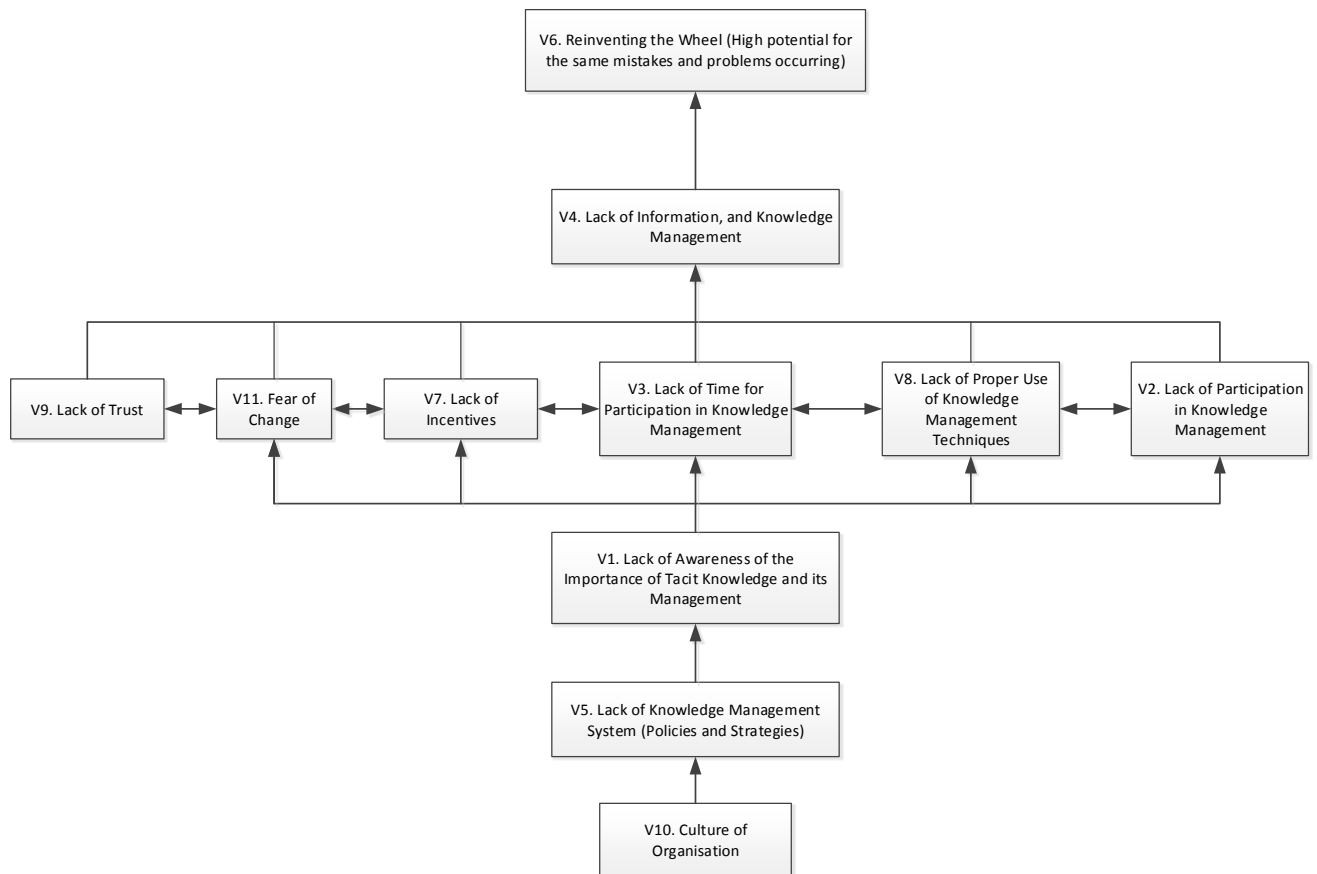 V6. Reinventing the Wheel (High potential for
the same mistakes and problems occurring)
V4. Lack of Information, and Knowledge
Management
V9. Lack of Trust
V11. Fear of
Change
V7. Lack of
Incentives
V3. Lack of Time for
Participation in Knowledge
Management
V8. Lack of Proper Use
of Knowledge
Management
Techniques
V2. Lack of Participation
in Knowledge
Management
V1. Lack of Awareness of the
Importance of Tacit Knowledge and its
Management
V5. Lack of Knowledge Management
System (Policies and Strategies)
V10. Culture of
Organisation